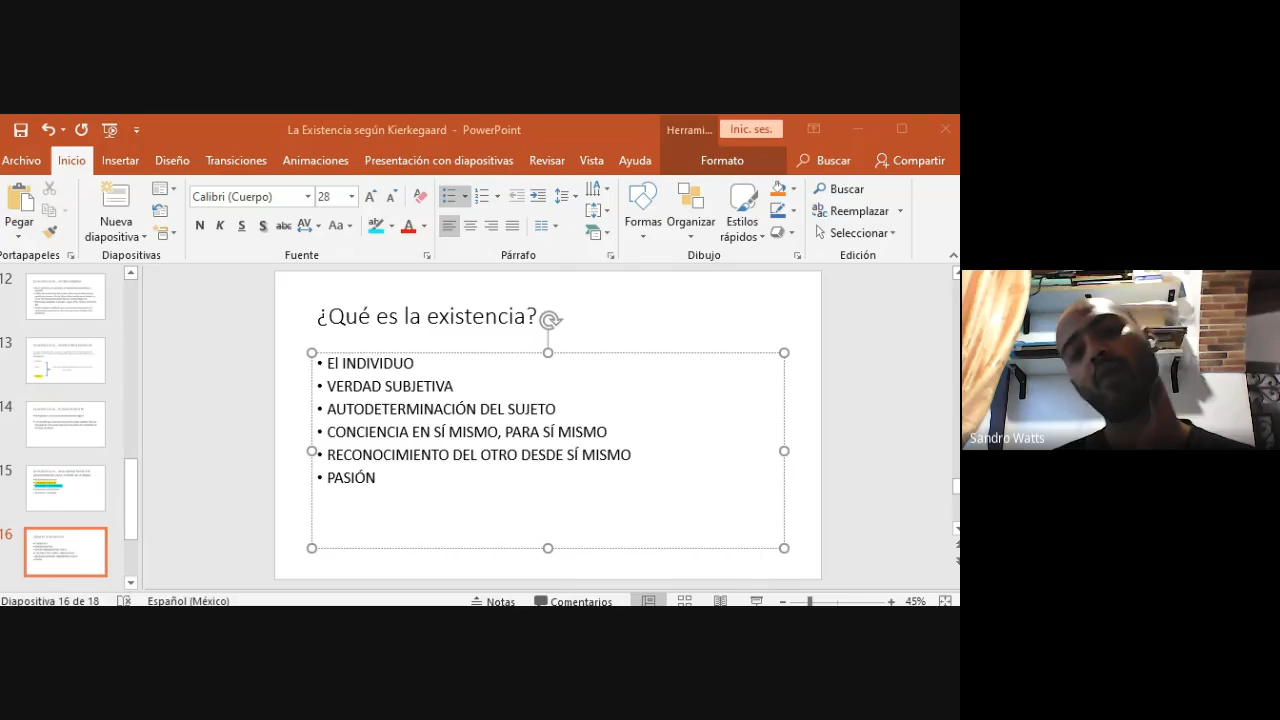 La Existencia según Kierkegaard - PowerPoint
Herrami...
Inic. ses.
Archivo Inicio Insertar Diseño Transiciones Animaciones Presentación con diapositivas Revisar Vista Ayuda Formato Buscar Compartir
Calibri (Cuerpo) 28
Pegar
Nueva
diapositiva
N K S S abc AV Aa A
Formas Organizar Estilos
rápidos
Buscar
Reemplazar
Seleccionar
Portapapeles Diapositivas Fuente Párrafo Dibujo Edición
12
13
14
15
16
¿Qué es la existencia?
• El INDIVIDUO
• VERDAD SUBJETIVA
• AUTODETERMINACIÓN DEL SUJETO
• CONCIENCIA EN SÍ MISMO, PARA SÍ MISMO
• RECONOCIMIENTO DEL OTRO DESDE SÍ MISMO
• PASIÓN
Sandro Watts
Diapositiva 16 de 18 Español (México) Notas Comentarios 45%